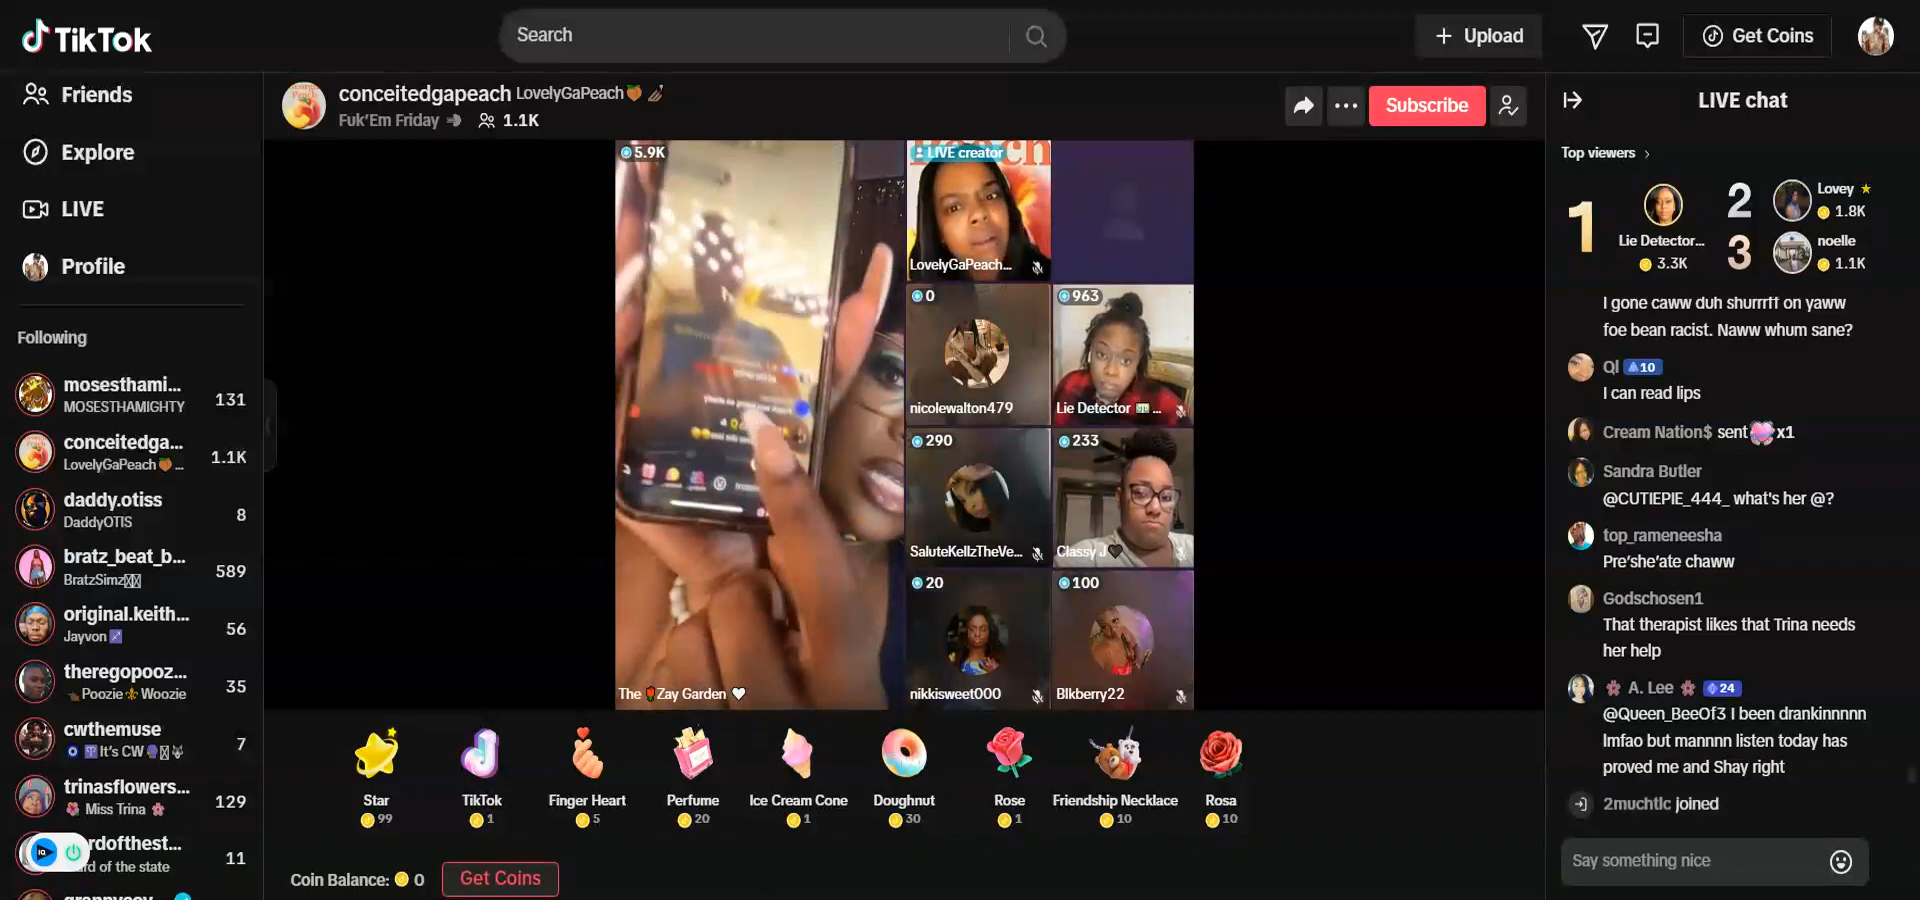 TikTok
Search
Upload
Get Coins
Friends
Explore
LIVE
Profile
Following
mosesthami...
MOSESTHAMIGHTY
131
conceitedga...
LovelyGaPeach🍑 ...
1.1K
daddy.otiss
DaddyOTIS
8
bratz_beat_b...
BratzSimz
589
original.keith...
Jayvon
56
theregopooz...
Poozie⚜Woozie
35
cwthemuse
It's CW
7
trinasflowers...
🌺 Miss Trina 🌸
129
ardofthest...
ard of the state
11
conceitedgapeach LovelyGaPeach🍑💅🏾
Fuk'Em Friday 💨 1.1K
Subscribe
5.9K
The 🌹Zay Garden 🤍
LIVE creator
LovelyGaPeach...
0
nicolewalton479
963
Lie Detector 💵 ...
290
SaluteKellzTheVe...
233
Classy J🖤
20
nikkisweet000
100
Blkberry22
Star
99
TikTok
1
Finger Heart
5
Perfume
20
Ice Cream Cone
1
Doughnut
30
Rose
1
Friendship Necklace
10
Rosa
10
Coin Balance: 0
Get Coins
LIVE chat
Top viewers >
1
Lie Detector...
3.3K
2
Lovey ⭐
1.8K
3
noelle
1.1K
I gone caww duh shurrrff on yaww
foe bean racist. Naww whum sane?
Ql 10
I can read lips
Cream Nation$ sent x1
Sandra Butler
@CUTIEPIE_444_ what's her @?
top_rameneesha
Pre'she'ate chaww
Godschosen1
That therapist likes that Trina needs
her help
🌸 A. Lee 🌸 24
@Queen_BeeOf3 I been drankinnnnn
lmfao but mannnn listen today has
proved me and Shay right
2muchtlc joined
Say something nice